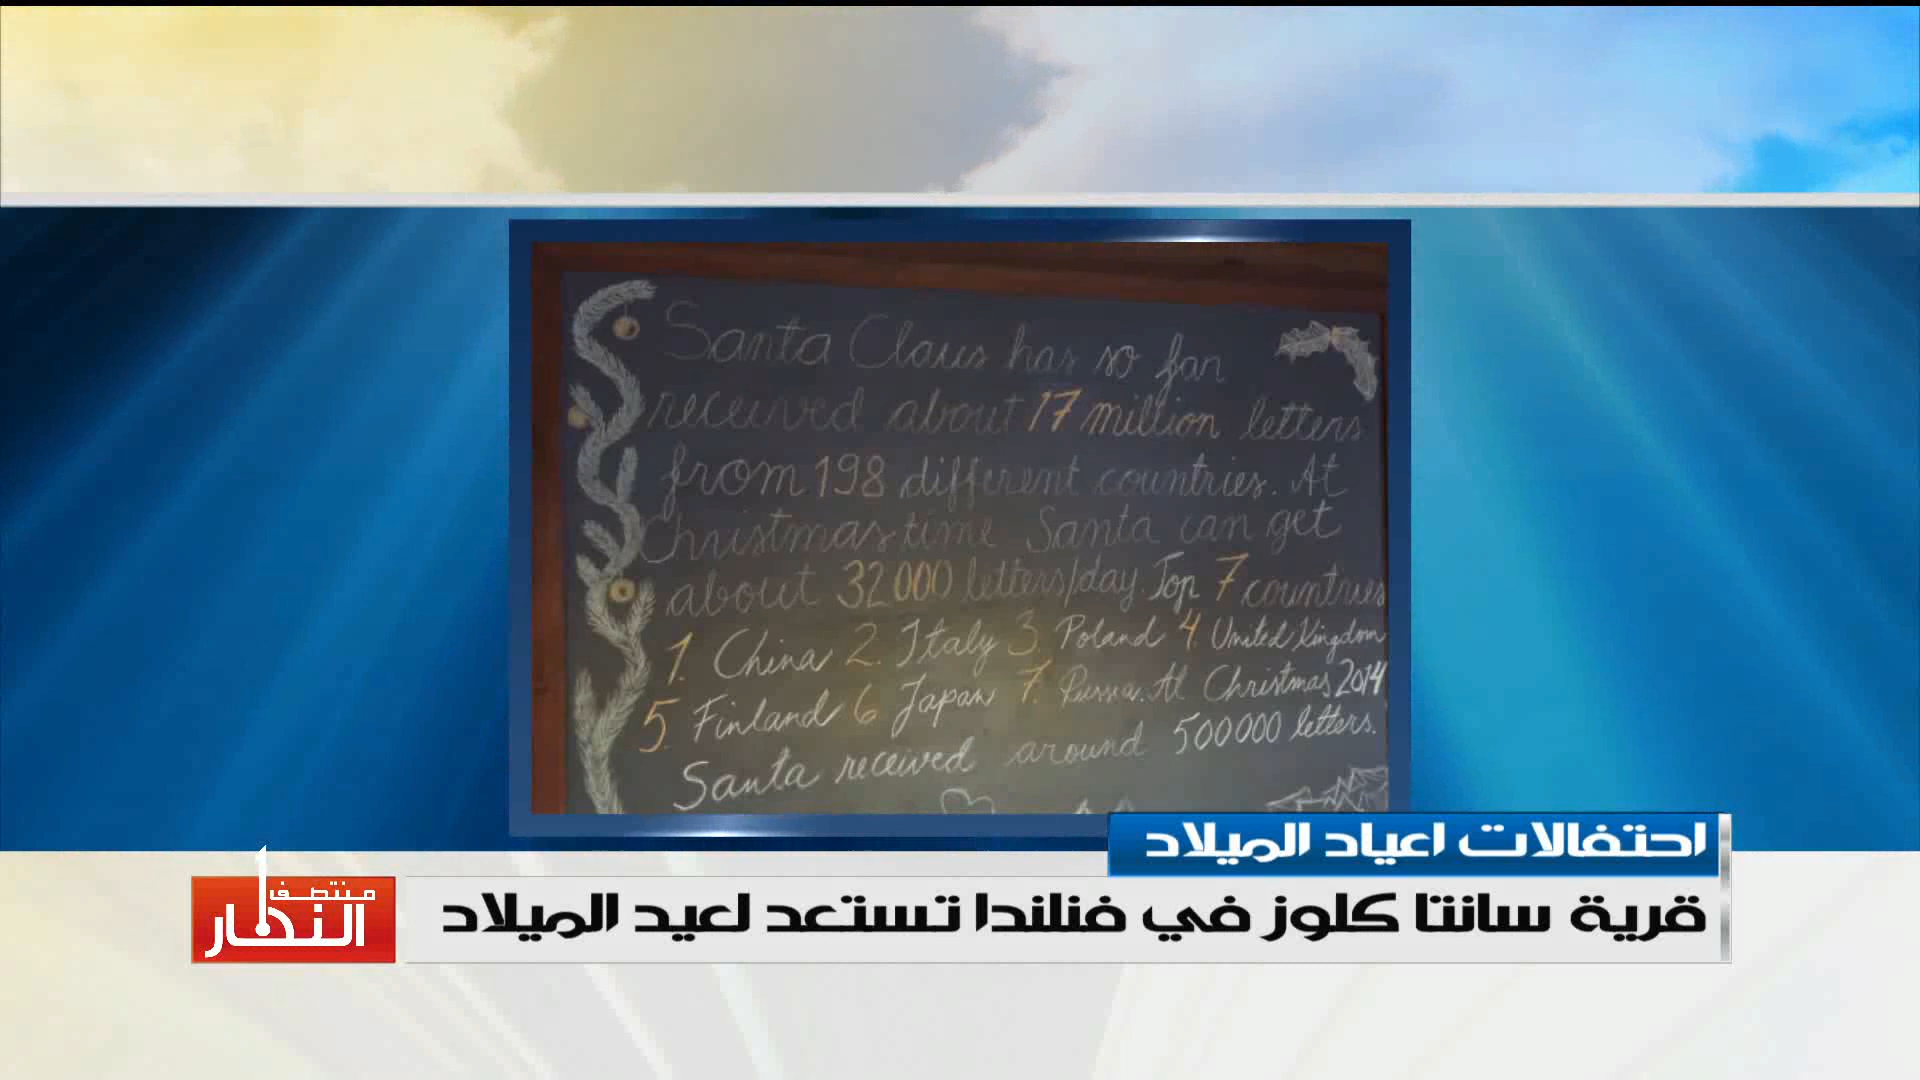 Santa Claus has so far
received about 17 million letters
from 198 different countries. At
Christmas time Santa can get
about 32 000 letters/day. Top 7 countries
1. China 2. Italy 3. Poland 4. United Kingdom
5. Finland 6 Japan 7. Russia. At Christmas 2014
Santa received around 500 000 letters.
احتفالات اعياد الميلاد
قرية سانتا كلوز في فنلندا تستعد لعيد الميلاد
منتصف
النهار